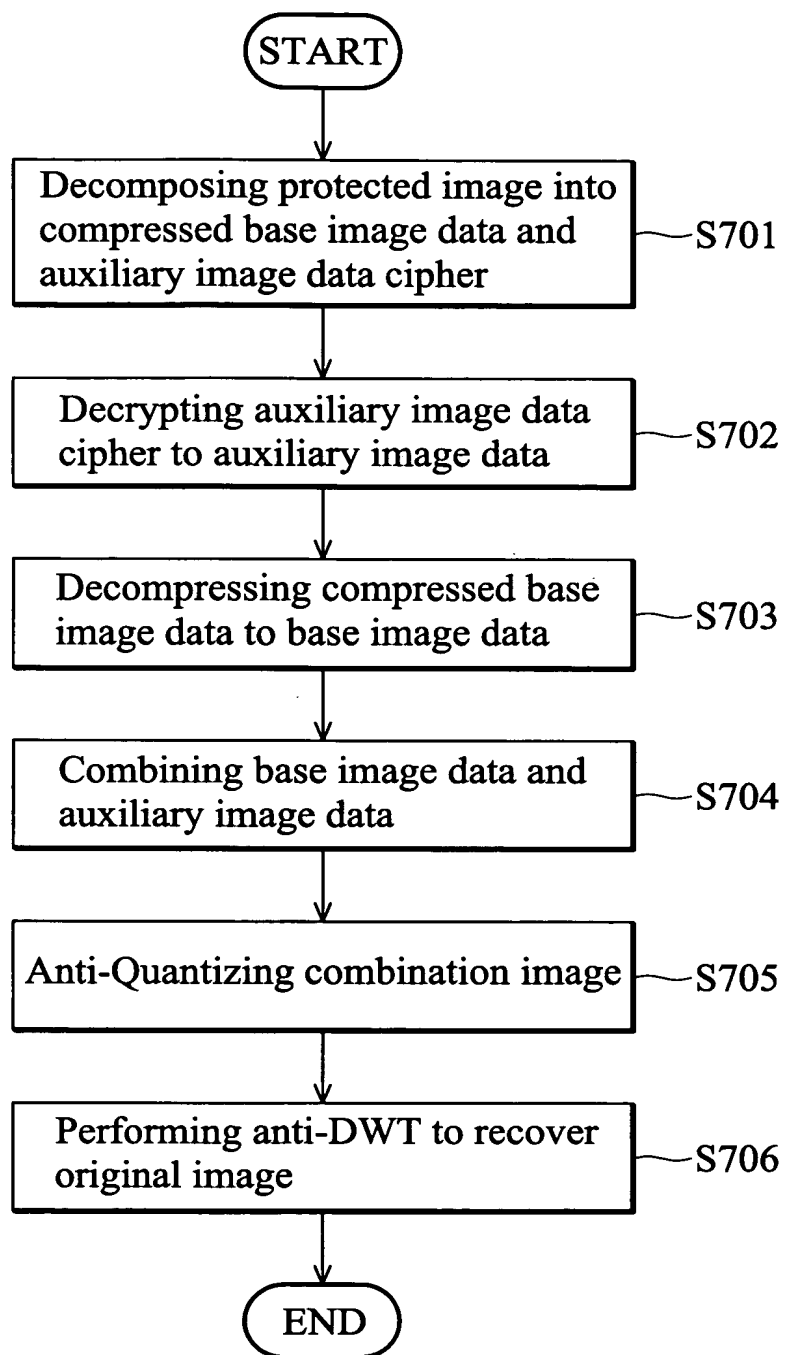 START
Decomposing protected image into
compressed base image data and
auxiliary image data cipher
S701
Decrypting auxiliary image data
cipher to auxiliary image data
S702
Decompressing compressed base
image data to base image data
S703
Combining base image data and
auxiliary image data
S704
Anti-Quantizing combination image
S705
Performing anti-DWT to recover
original image
S706
END